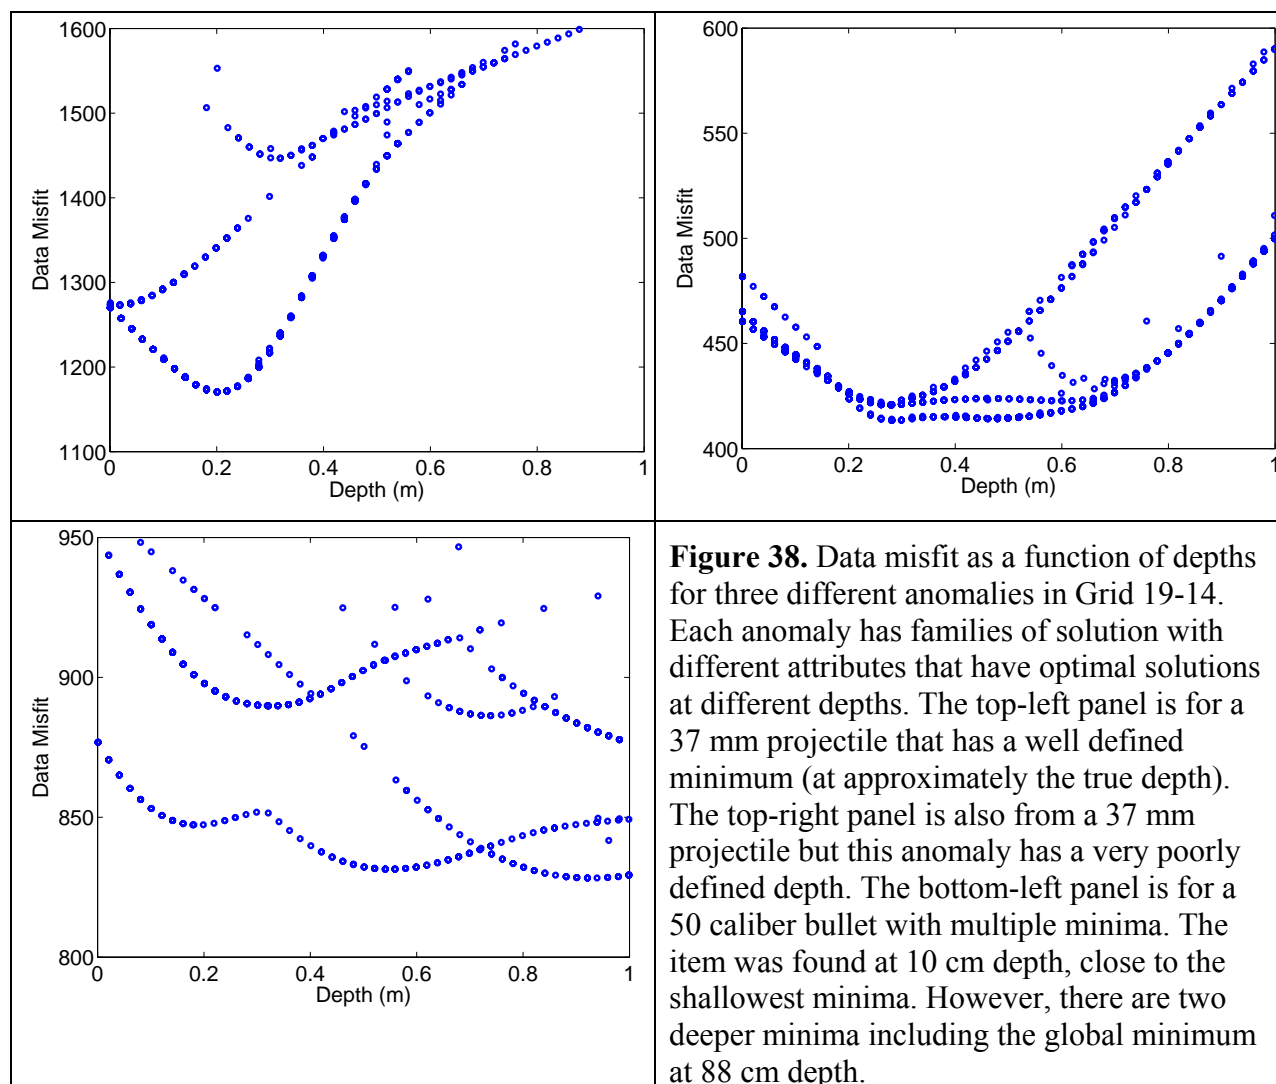 1600
1500
1400
1300
1200
1100
Data Misfit
0 0.2 0.4 0.6 0.8 1
Depth (m)
600
550
500
450
400
Data Misfit
0 0.2 0.4 0.6 0.8 1
Depth (m)
950
900
850
800
Data Misfit
0 0.2 0.4 0.6 0.8 1
Depth (m)
Figure 38. Data misfit as a function of depths
for three different anomalies in Grid 19-14.
Each anomaly has families of solution with
different attributes that have optimal solutions
at different depths. The top-left panel is for a
37 mm projectile that has a well defined
minimum (at approximately the true depth).
The top-right panel is also from a 37 mm
projectile but this anomaly has a very poorly
defined depth. The bottom-left panel is for a
50 caliber bullet with multiple minima. The
item was found at 10 cm depth, close to the
shallowest minima. However, there are two
deeper minima including the global minimum
at 88 cm depth.